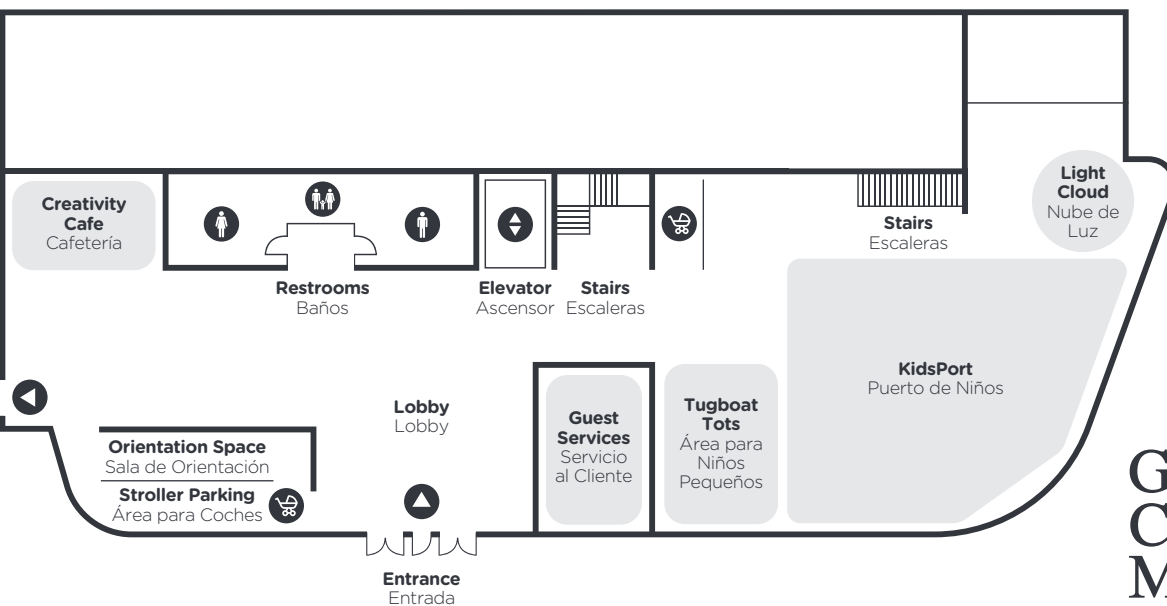 Creativity
Cafe
Cafetería
Restrooms
Baños
Elevator
Ascensor
Stairs
Escaleras
Stairs
Escaleras
Light
Cloud
Nube de
Luz
KidsPort
Puerto de Niños
Lobby
Lobby
Guest
Services
Servicio
al Cliente
Tugboat
Tots
Área para
Niños
Pequeños
Orientation Space
Sala de Orientación
Stroller Parking
Área para Coches
Entrance
Entrada
G
C
M